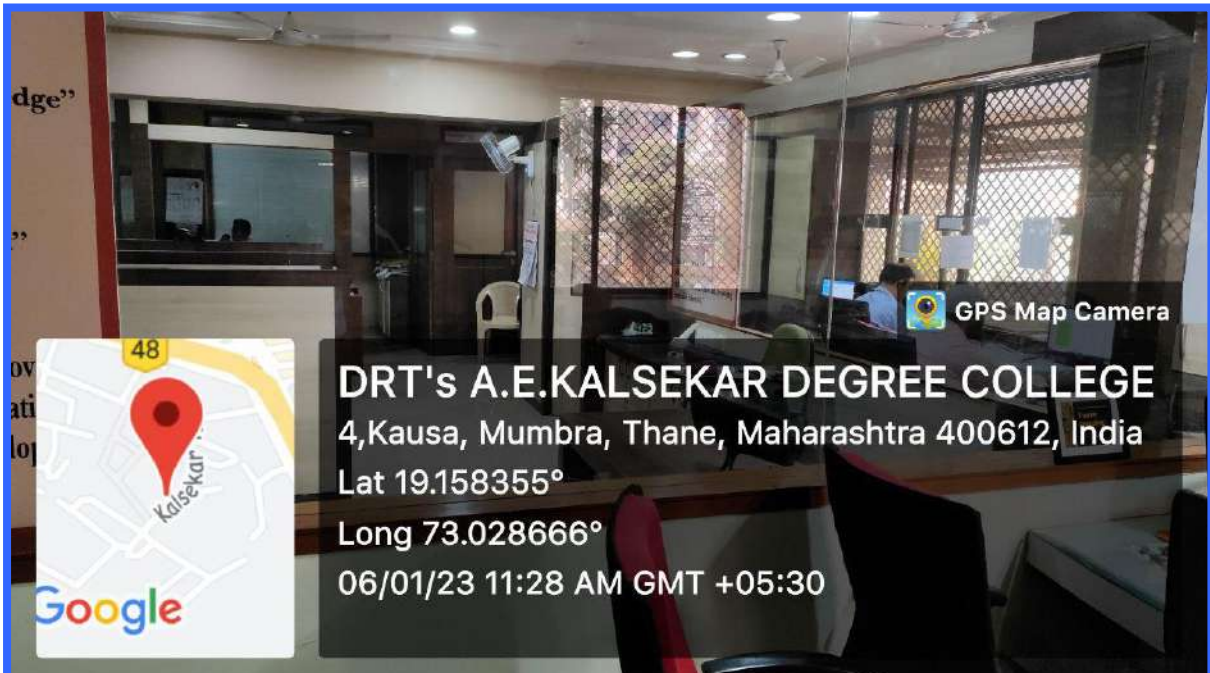 dge”
”
48
GPS Map Camera
Kalsekar
Google
DRT's A.E.KALSEKAR DEGREE COLLEGE
4,Kausa, Mumbra, Thane, Maharashtra 400612, India
Lat 19.158355°
Long 73.028666°
06/01/23 11:28 AM GMT +05:30